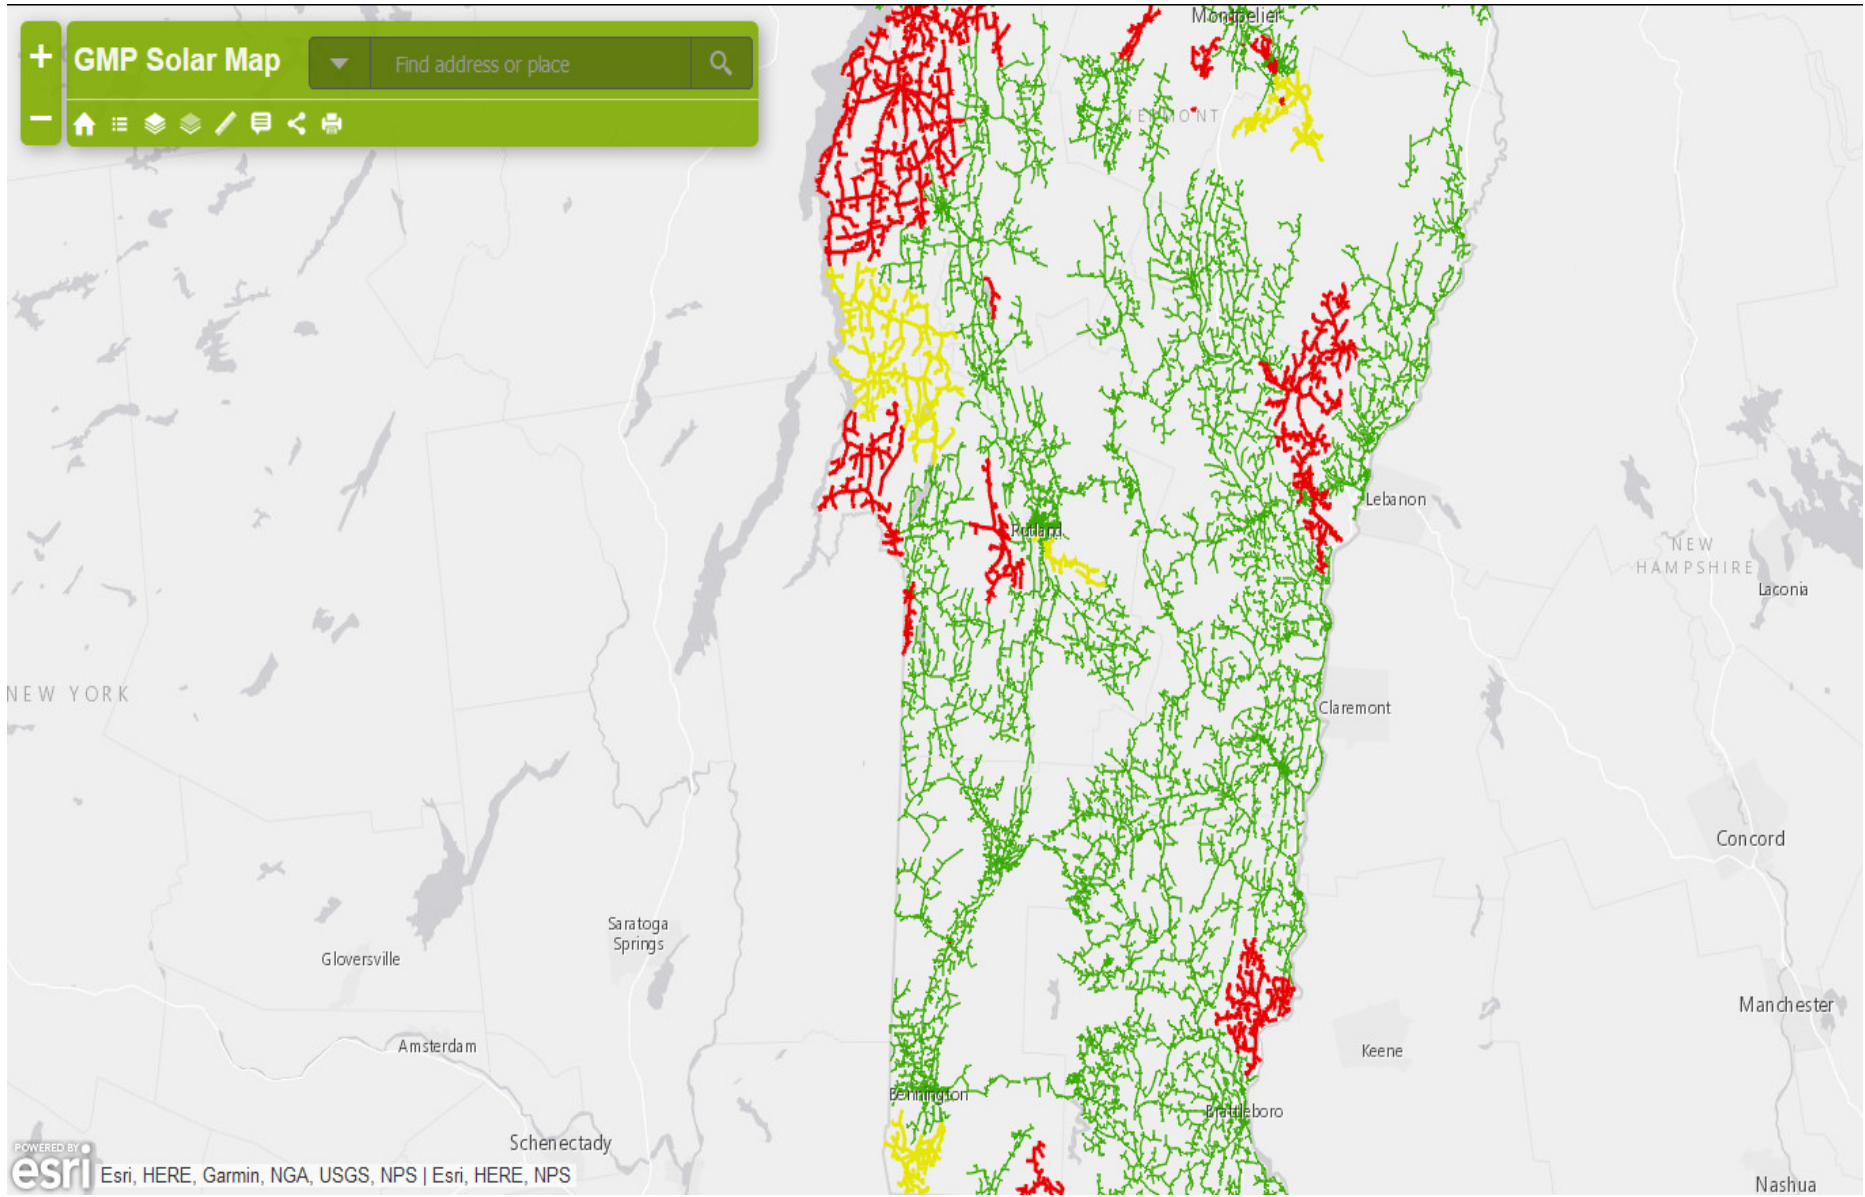 Montpelier
+
GMP Solar Map
Find address or place
−
VERMONT
Lebanon
Rutland
NEW
HAMPSHIRE
Laconia
NEW YORK
Claremont
Concord
Saratoga
Springs
Gloversville
Manchester
Amsterdam
Keene
Bennington
Brattleboro
Schenectady
POWERED BY
esri
Esri, HERE, Garmin, NGA, USGS, NPS | Esri, HERE, NPS
Nashua